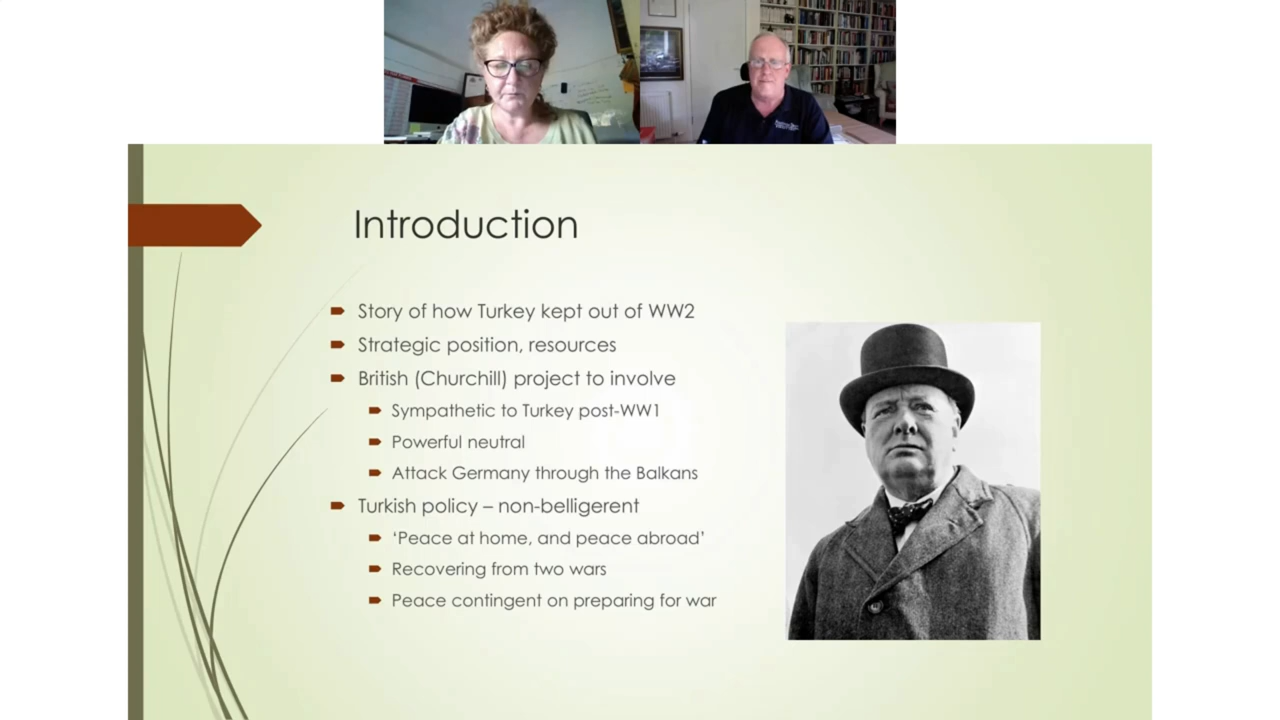 Introduction
Story of how Turkey kept out of WW2
Strategic position, resources
British (Churchill) project to involve
Sympathetic to Turkey post-WW1
Powerful neutral
Attack Germany through the Balkans
Turkish policy – non-belligerent
‘Peace at home, and peace abroad’
Recovering from two wars
Peace contingent on preparing for war